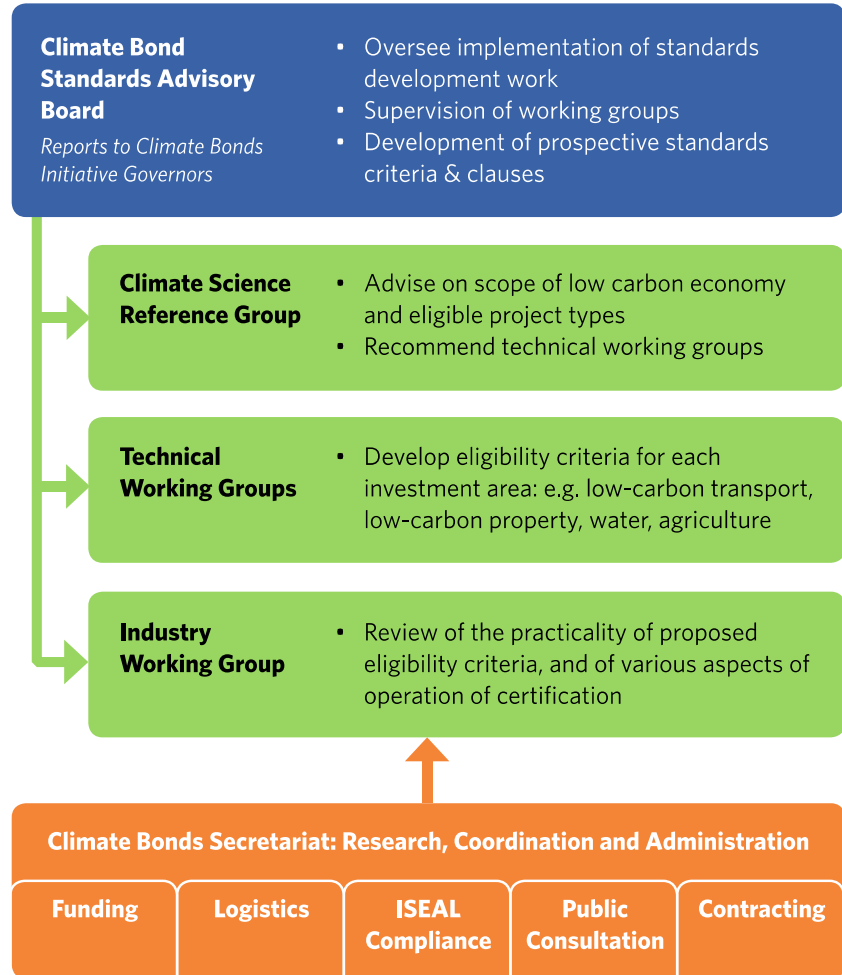 Climate Bond
Standards Advisory
Board
Reports to Climate Bonds
Initiative Governors
• Oversee implementation of standards
development work
• Supervision of working groups
• Development of prospective standards
criteria & clauses
Climate Science
Reference Group
• Advise on scope of low carbon economy
and eligible project types
• Recommend technical working groups
Technical
Working Groups
• Develop eligibility criteria for each
investment area: e.g. low-carbon transport,
low-carbon property, water, agriculture
Industry
Working Group
• Review of the practicality of proposed
eligibility criteria, and of various aspects of
operation of certification
Climate Bonds Secretariat: Research, Coordination and Administration
Funding
Logistics
ISEAL
Compliance
Public
Consultation
Contracting